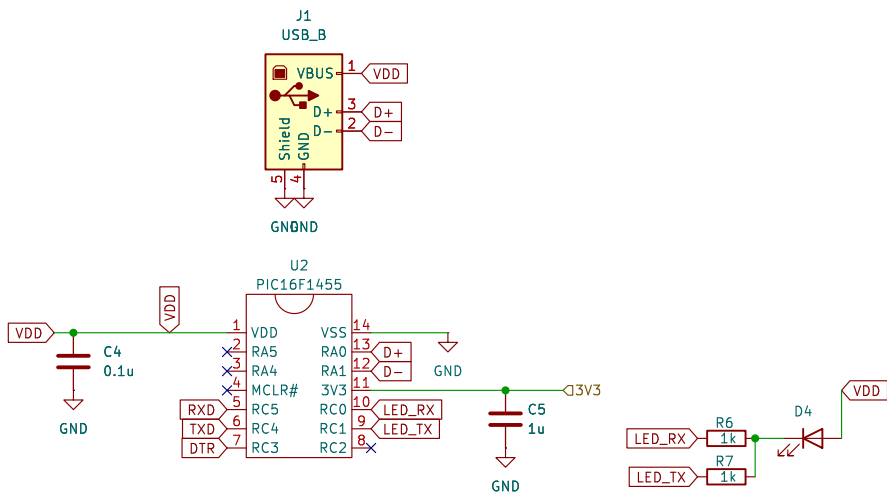 J1
USB_B
VBUS 1 VDD
D+ 3 D+
D- 2 D-
Shield
GND
5
4
GND GND
U2
PIC16F1455
VDD
VDD 1 VDD VSS 14
2 RA5 RA0 13 D+
C4
0.1u
3 RA4 RA1 12 D-
GND
4 MCLR# 3V3 11 3V3
RXD 5 RC5 RC0 10 LED_RX
TXD 6 RC4 RC1 9 LED_TX
DTR 7 RC3 RC2 8
GND
C5
1u
GND
VDD
D4
R6
LED_RX 1k
R7
LED_TX 1k